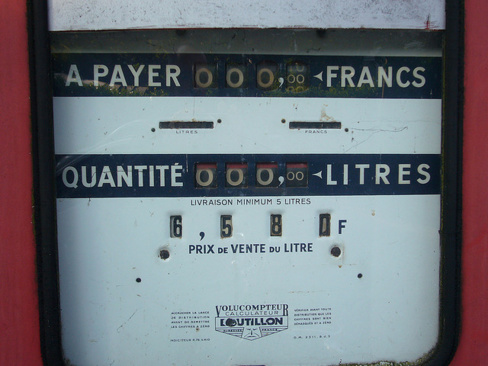 A PAYER 000,00 FRANCS
LITRES FRANCS
QUANTITÉ 000,00 LITRES
LIVRAISON MINIMUM 5 LITRES
6,58 F
PRIX DE VENTE DU LITRE
VOLUCOMPTEUR
CALCULATEUR
BOUTILLON